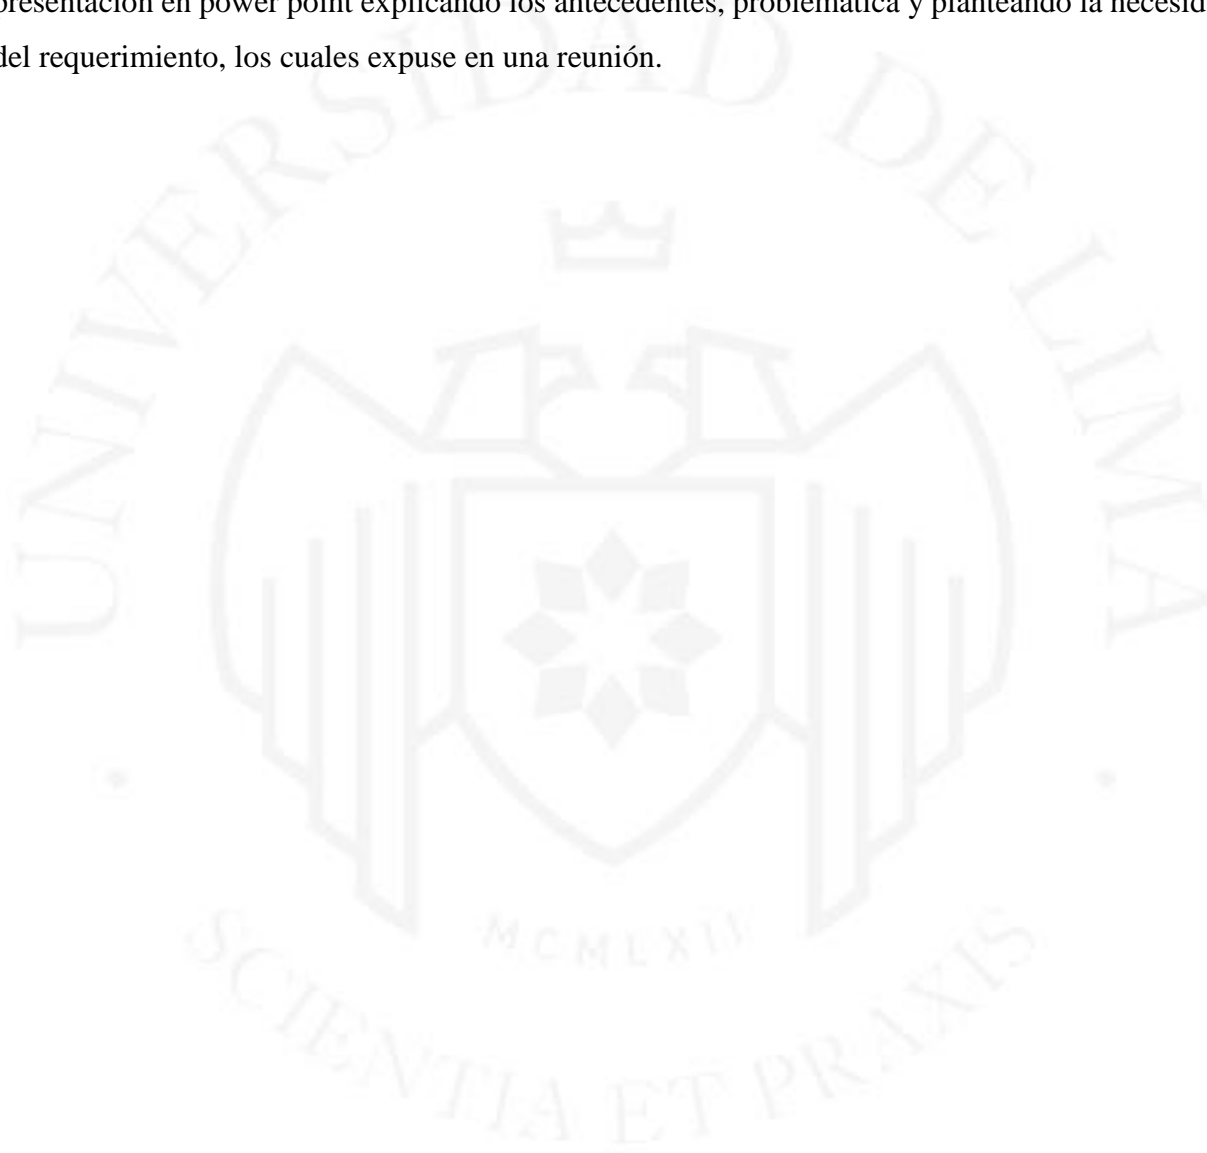 presentación en power point explicando los antecedentes, problemática y planteando la necesid
del requerimiento, los cuales expuse en una reunión.
UNIVERSIDAD DE LIMA
MCMLXII
SCIENTIA ET PRAXIS